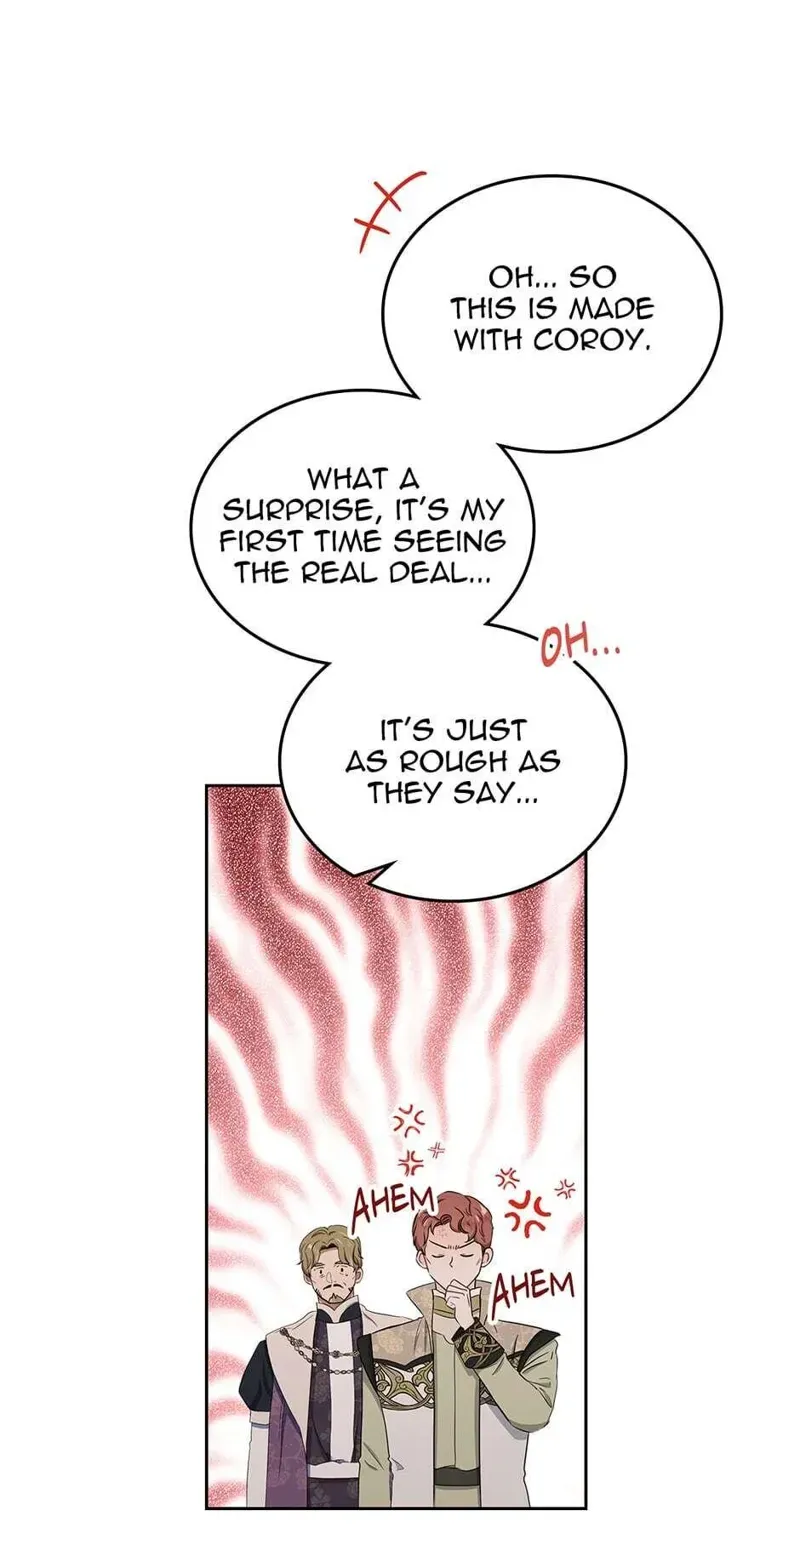 OH... SO
THIS IS MADE
WITH COROY.
WHAT A
SURPRISE, IT'S MY
FIRST TIME SEEING
THE REAL DEAL...
OH...
IT'S JUST
AS ROUGH AS
THEY SAY...
AHEM
AHEM